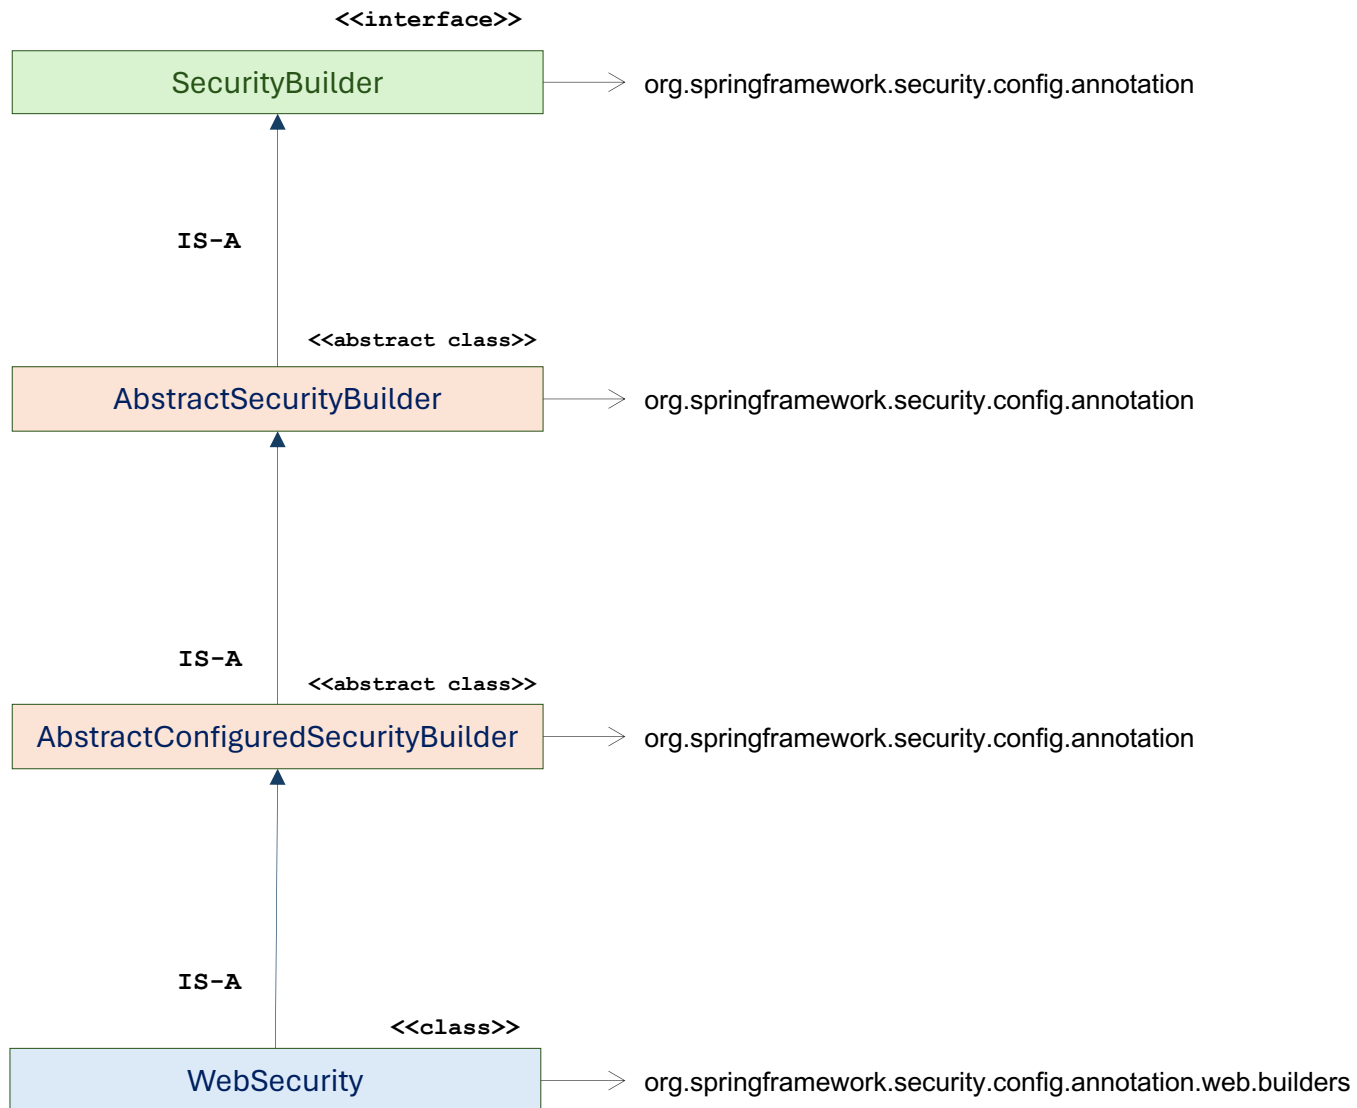 <<interface>>
SecurityBuilder
org.springframework.security.config.annotation
IS-A
<<abstract class>>
AbstractSecurityBuilder
org.springframework.security.config.annotation
IS-A
<<abstract class>>
AbstractConfiguredSecurityBuilder
org.springframework.security.config.annotation
IS-A
<<class>>
WebSecurity
org.springframework.security.config.annotation.web.builders